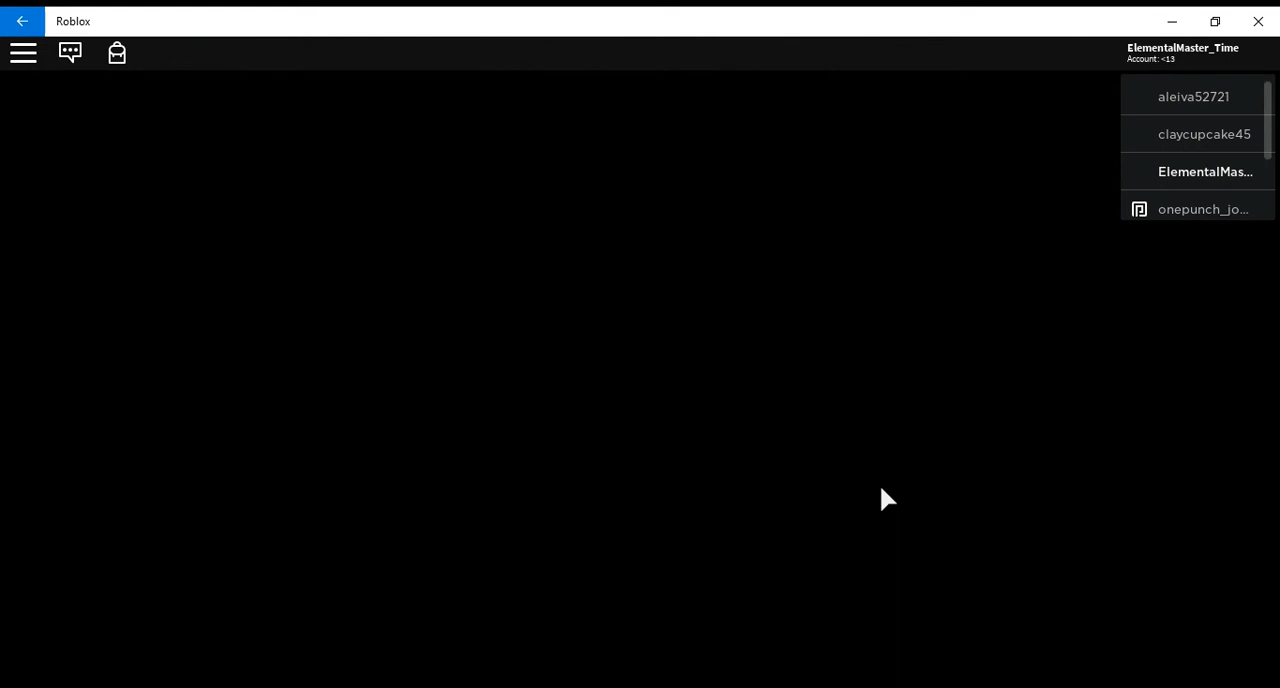 Roblox
ElementalMaster_Time
Account: <13
aleiva52721
claycupcake45
ElementalMas...
onepunch_jo...